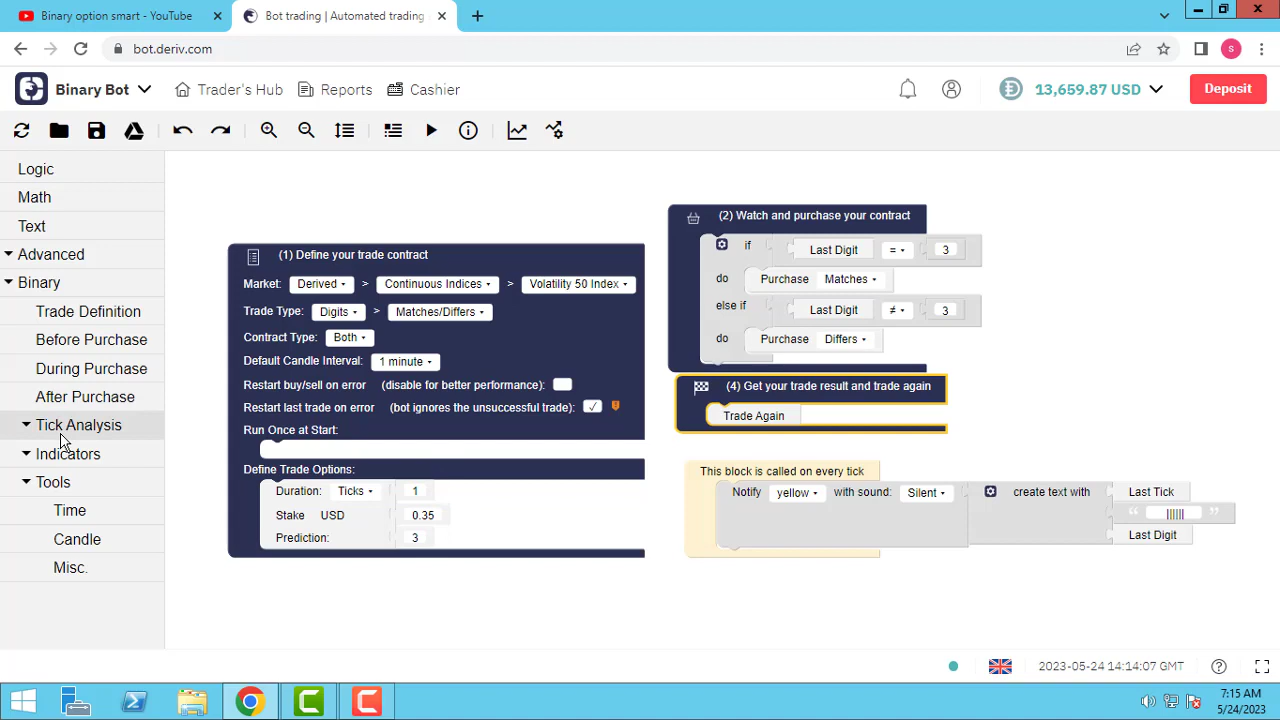 Binary option smart - YouTube
Bot trading | Automated trading
bot.deriv.com
S
Binary Bot
Trader's Hub
Reports
Cashier
13,659.87 USD
Deposit
Logic
Math
Text
Advanced
Binary
Trade Definition
Before Purchase
During Purchase
After Purchase
Tick Analysis
Indicators
Tools
Time
Candle
Misc.
(1) Define your trade contract
Market: Derived > Continuous Indices > Volatility 50 Index
Trade Type: Digits > Matches/Differs
Contract Type: Both
Default Candle Interval: 1 minute
Restart buy/sell on error (disable for better performance):
Restart last trade on error (bot ignores the unsuccessful trade): ✓
Run Once at Start:
Define Trade Options:
Duration: Ticks 1
Stake USD 0.35
Prediction: 3
(2) Watch and purchase your contract
if Last Digit = 3
do Purchase Matches
else if Last Digit ≠ 3
do Purchase Differs
(4) Get your trade result and trade again
Trade Again
This block is called on every tick
Notify yellow with sound: Silent create text with Last Tick
“ |||||| ”
Last Digit
2023-05-24 14:14:07 GMT
7:15 AM
5/24/2023